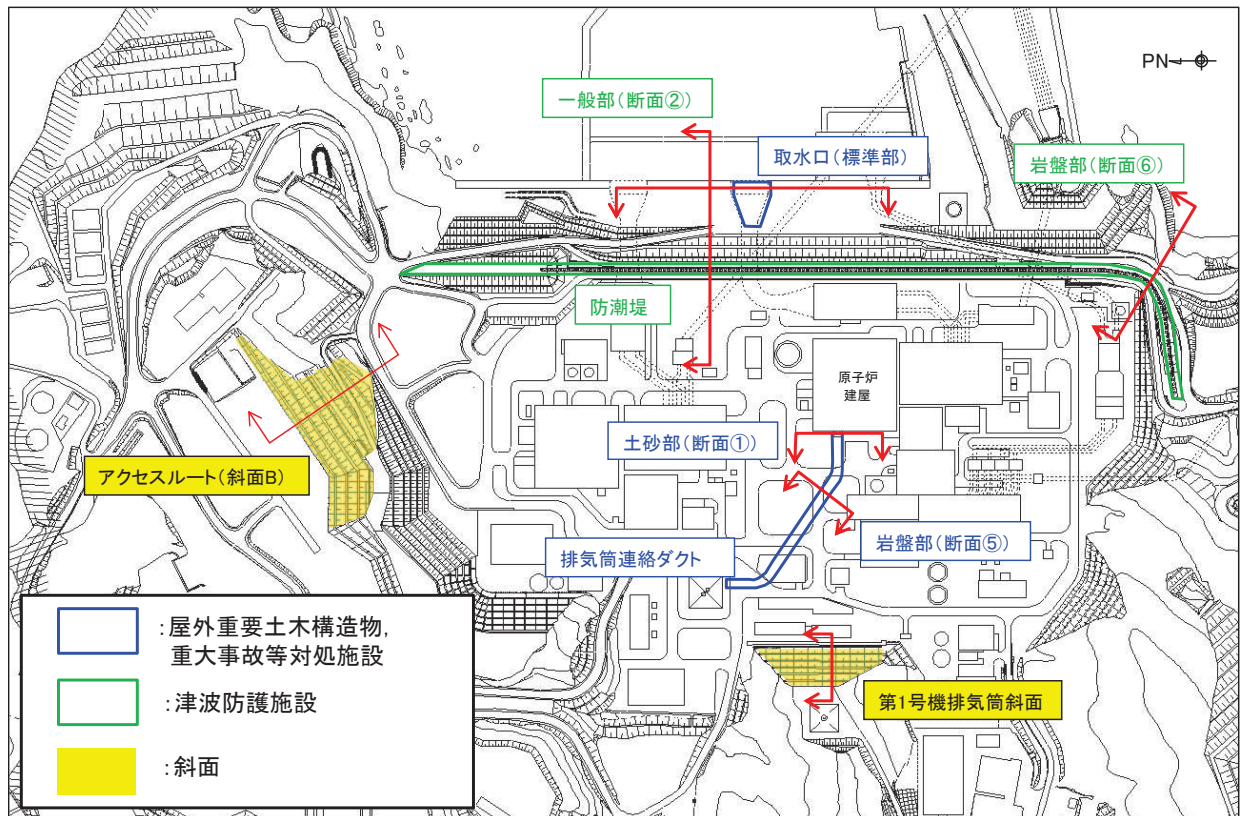 PN
一般部(断面②)
取水口(標準部)
岩盤部(断面⑥)
防潮堤
原子炉
建屋
土砂部(断面①)
アクセスルート(斜面B)
排気筒連絡ダクト
岩盤部(断面⑤)
第1号機排気筒斜面
:屋外重要土木構造物,
重大事故等対処施設
:津波防護施設
:斜面